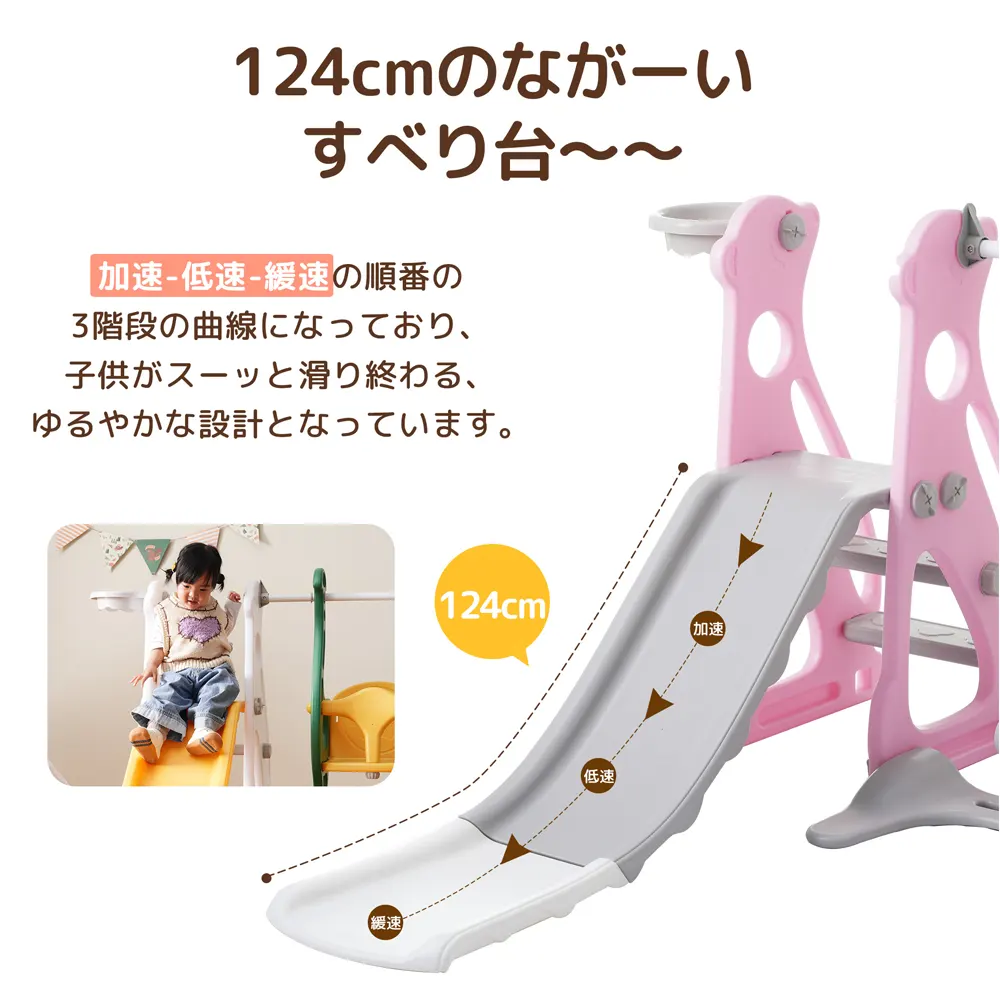 124cmのながーい
すべり台〜〜
加速-低速-緩速の順番の
3階段の曲線になっており、
子供がスーッと滑り終わる、
ゆるやかな設計となっています。
124cm
加速
低速
緩速